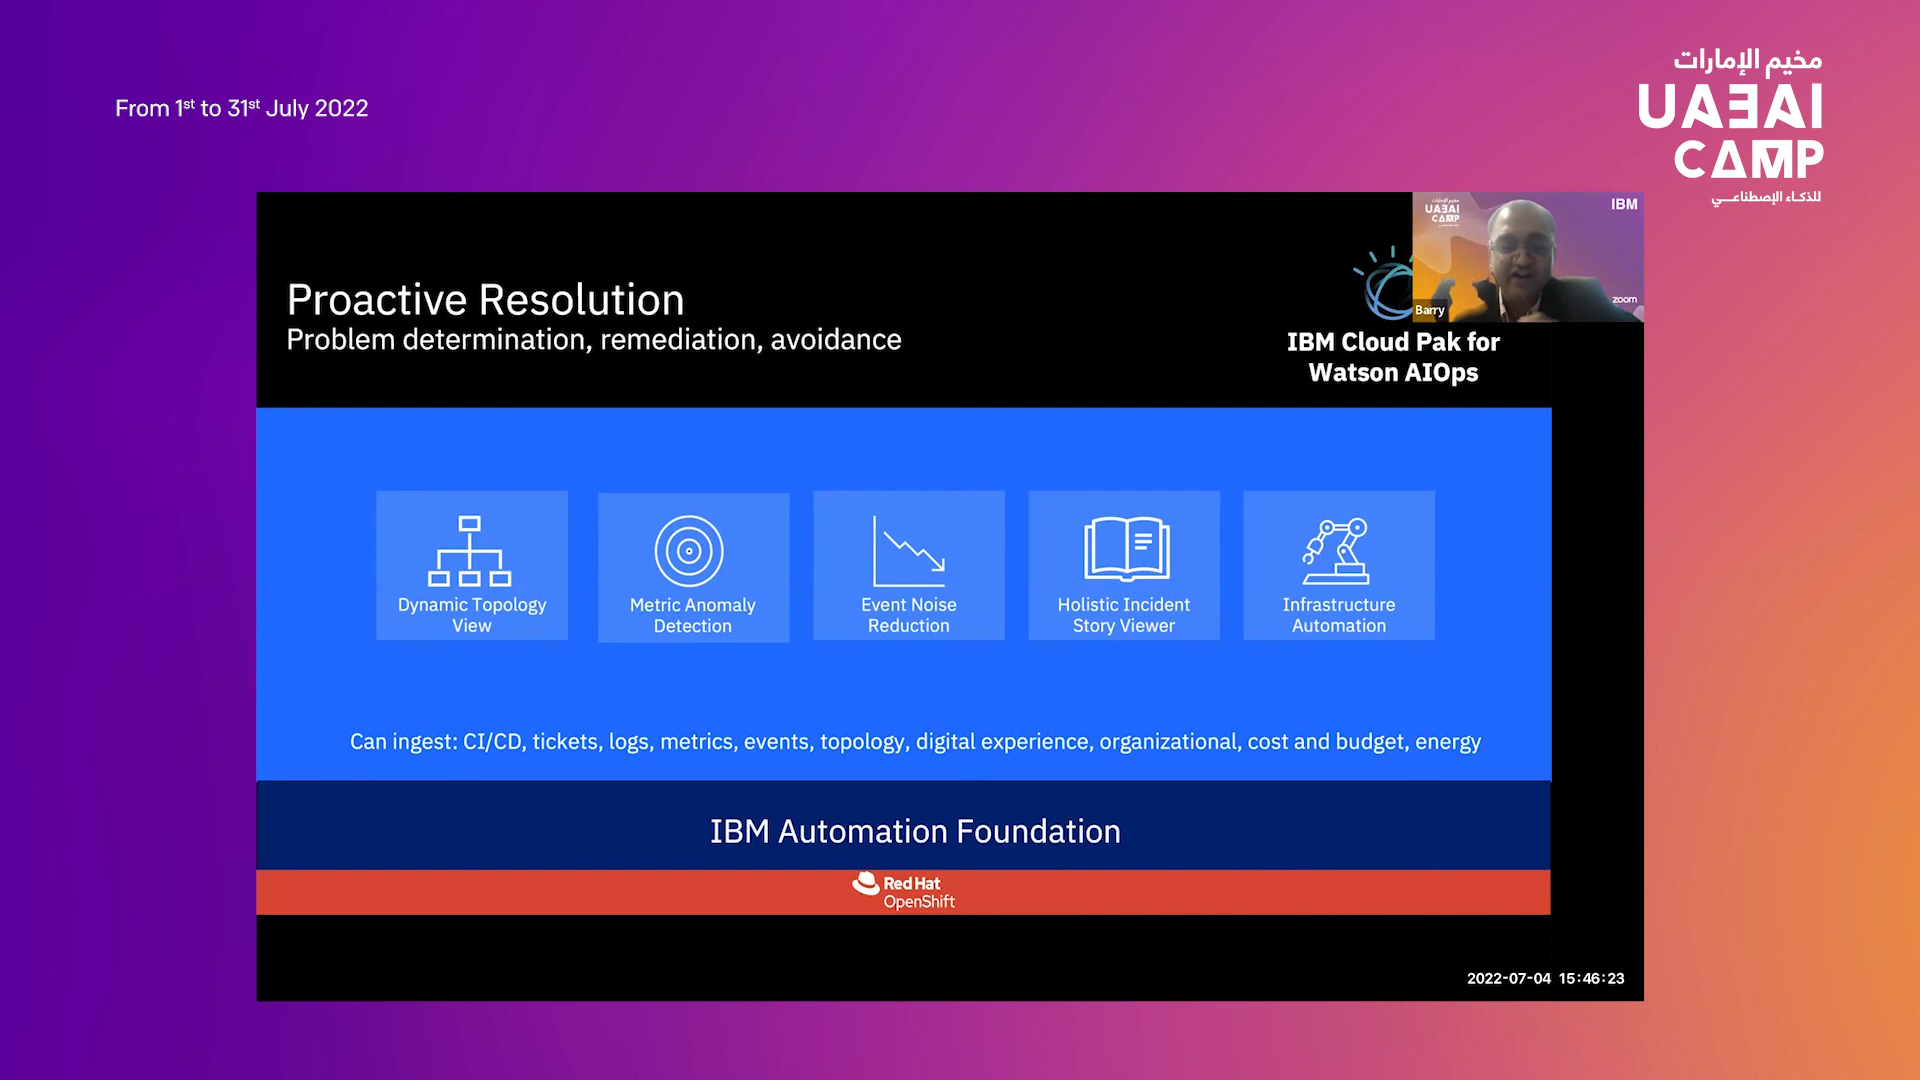 From 1st to 31st July 2022
مخيم الإمارات
UAE AI
CAMP
للذكاء الإصطناعي
Proactive Resolution
Problem determination, remediation, avoidance
UAE AI
CAMP
IBM
zoom
Barry
IBM Cloud Pak for
Watson AIOps
Dynamic Topology
View
Metric Anomaly
Detection
Event Noise
Reduction
Holistic Incident
Story Viewer
Infrastructure
Automation
Can ingest: CI/CD, tickets, logs, metrics, events, topology, digital experience, organizational, cost and budget, energy
IBM Automation Foundation
Red Hat
OpenShift
2022-07-04 15:46:23